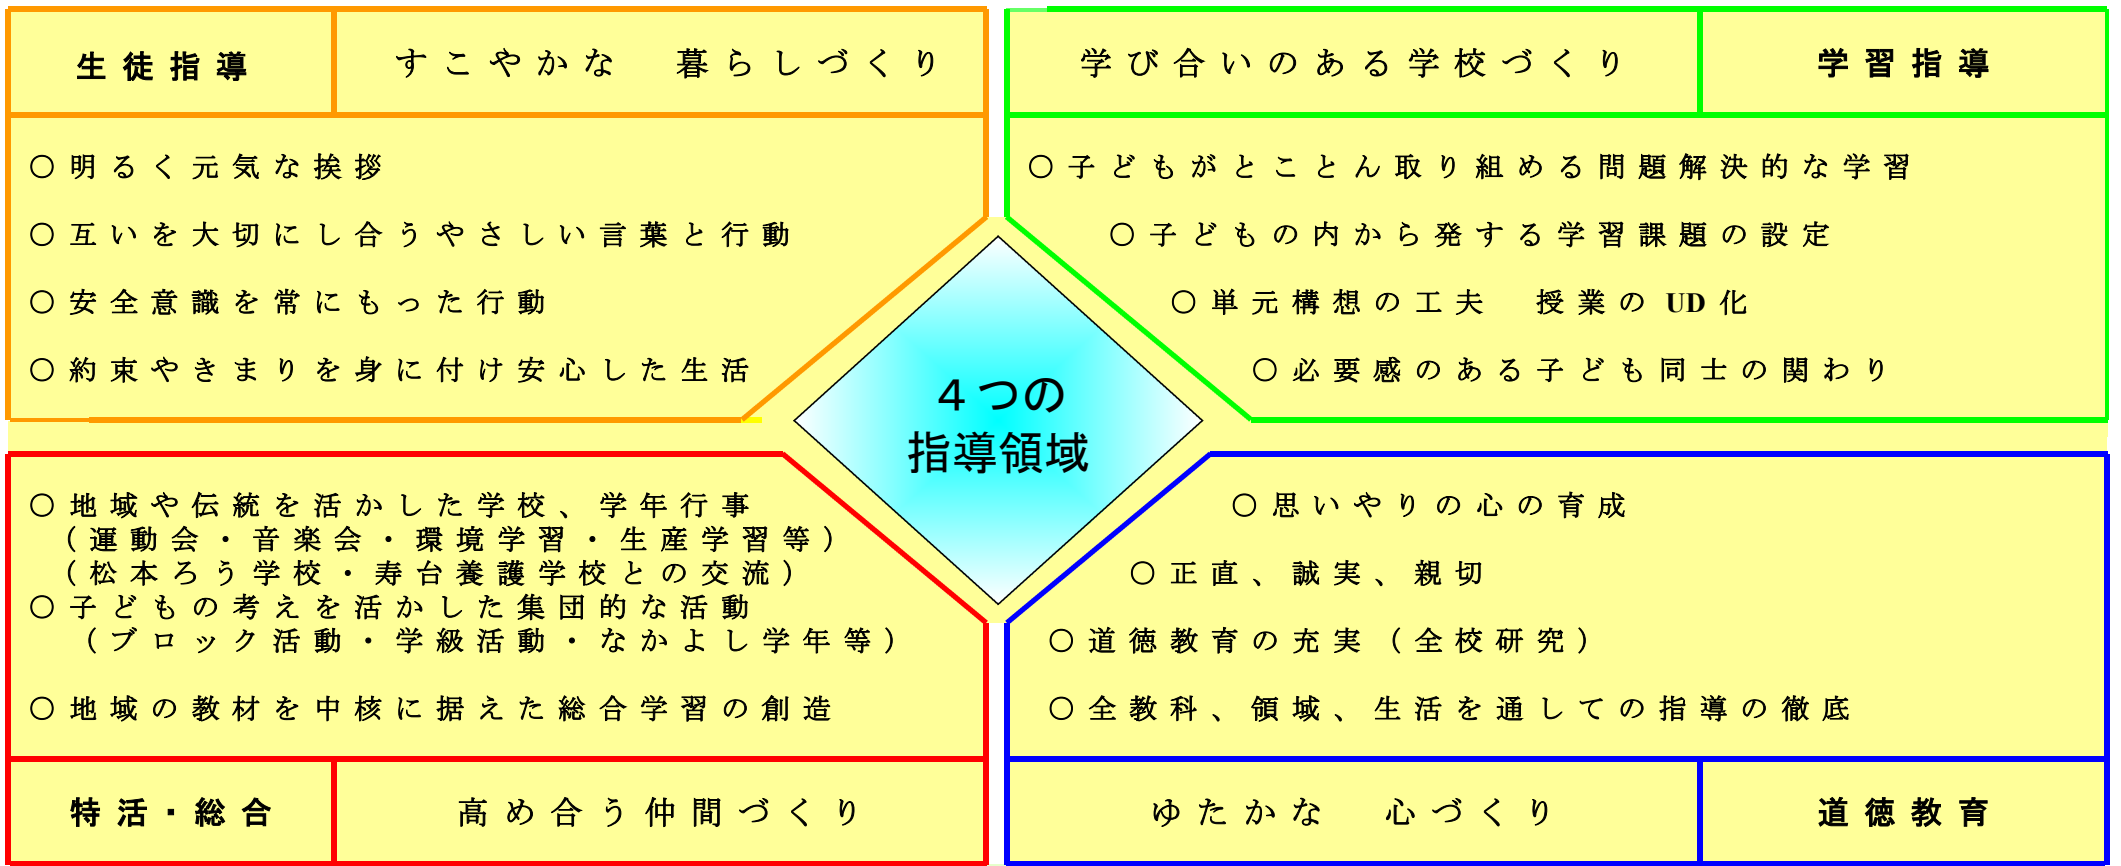 生徒指導
すこやかな　暮らしづくり
○明るく元気な挨拶
○互いを大切にし合うやさしい言葉と行動
○安全意識を常にもった行動
○約束やきまりを身に付け安心した生活
学び合いのある学校づくり
学習指導
○子どもがとことん取り組める問題解決的な学習
○子どもの内から発する学習課題の設定
○単元構想の工夫　授業のUD化
○必要感のある子ども同士の関わり
４つの
指導領域
○地域や伝統を活かした学校、学年行事
（運動会・音楽会・環境学習・生産学習等）
（松本ろう学校・寿台養護学校との交流）
○子どもの考えを活かした集団的な活動
（ブロック活動・学級活動・なかよし学年等）
○地域の教材を中核に据えた総合学習の創造
特活・総合
高め合う仲間づくり
○思いやりの心の育成
○正直、誠実、親切
○道徳教育の充実（全校研究）
○全教科、領域、生活を通しての指導の徹底
ゆたかな　心づくり
道徳教育